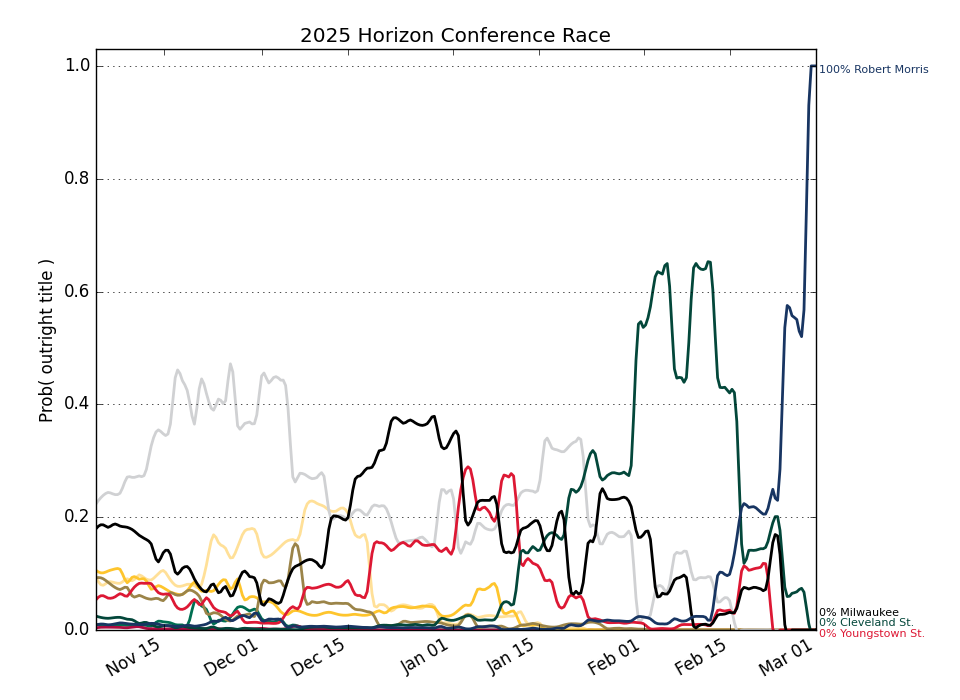 2025 Horizon Conference Race
1.0
100% Robert Morris
0.8
0.6
Prob( outright title )
0.4
0.2
0% Milwaukee
0% Cleveland St.
0.0
0% Youngstown St.
Nov 15
Dec 01
Dec 15
Jan 01
Jan 15
Feb 01
Feb 15
Mar 01